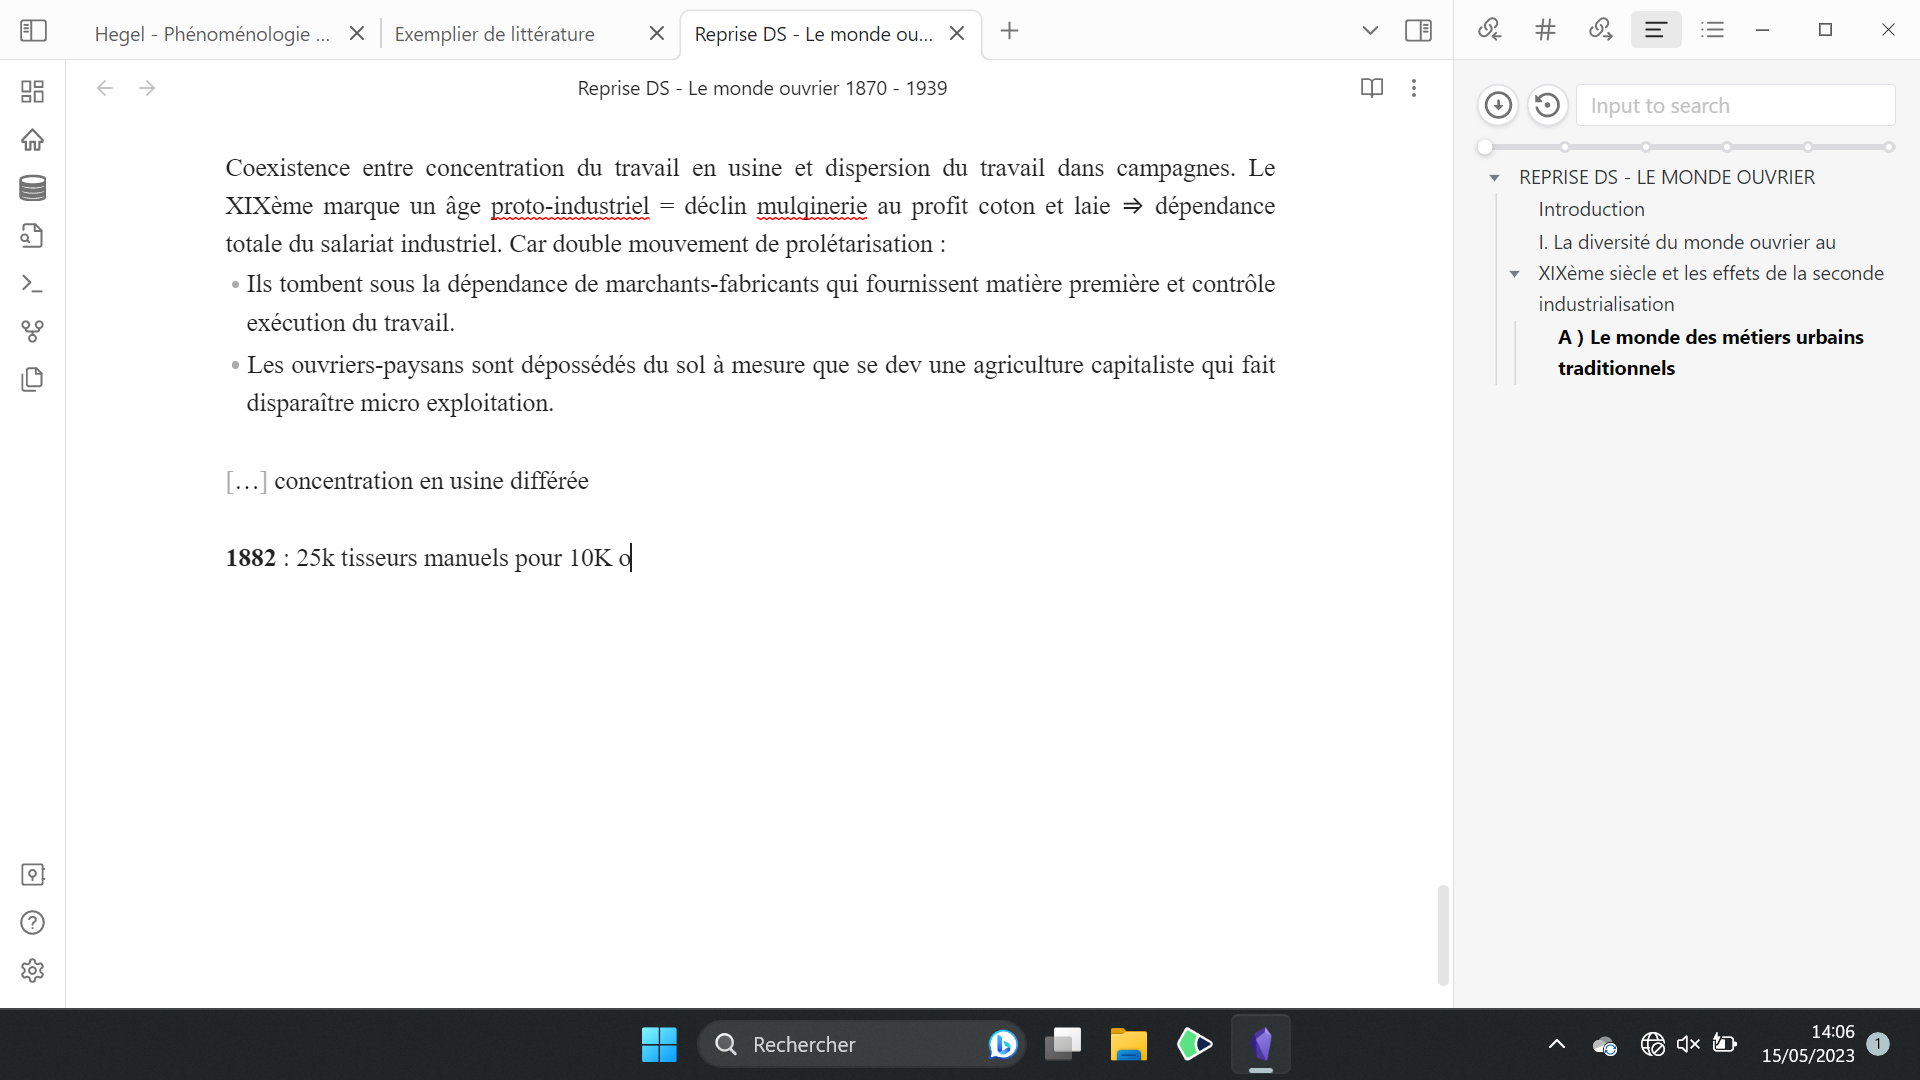 Hegel - Phénoménologie ...
Exemplier de littérature
Reprise DS - Le monde ou...
Reprise DS - Le monde ouvrier 1870 - 1939
Coexistence entre concentration du travail en usine et dispersion du travail dans campagnes. Le
XIXème marque un âge proto-industriel = déclin mulqinerie au profit coton et laie ⇒ dépendance
totale du salariat industriel. Car double mouvement de prolétarisation :
• Ils tombent sous la dépendance de marchants-fabricants qui fournissent matière première et contrôle
exécution du travail.
• Les ouvriers-paysans sont dépossédés du sol à mesure que se dev une agriculture capitaliste qui fait
disparaître micro exploitation.
[…] concentration en usine différée
1882 : 25k tisseurs manuels pour 10K o
Input to search
REPRISE DS - LE MONDE OUVRIER
Introduction
I. La diversité du monde ouvrier au
XIXème siècle et les effets de la seconde
industrialisation
A ) Le monde des métiers urbains
traditionnels
Rechercher
14:06
15/05/2023
1